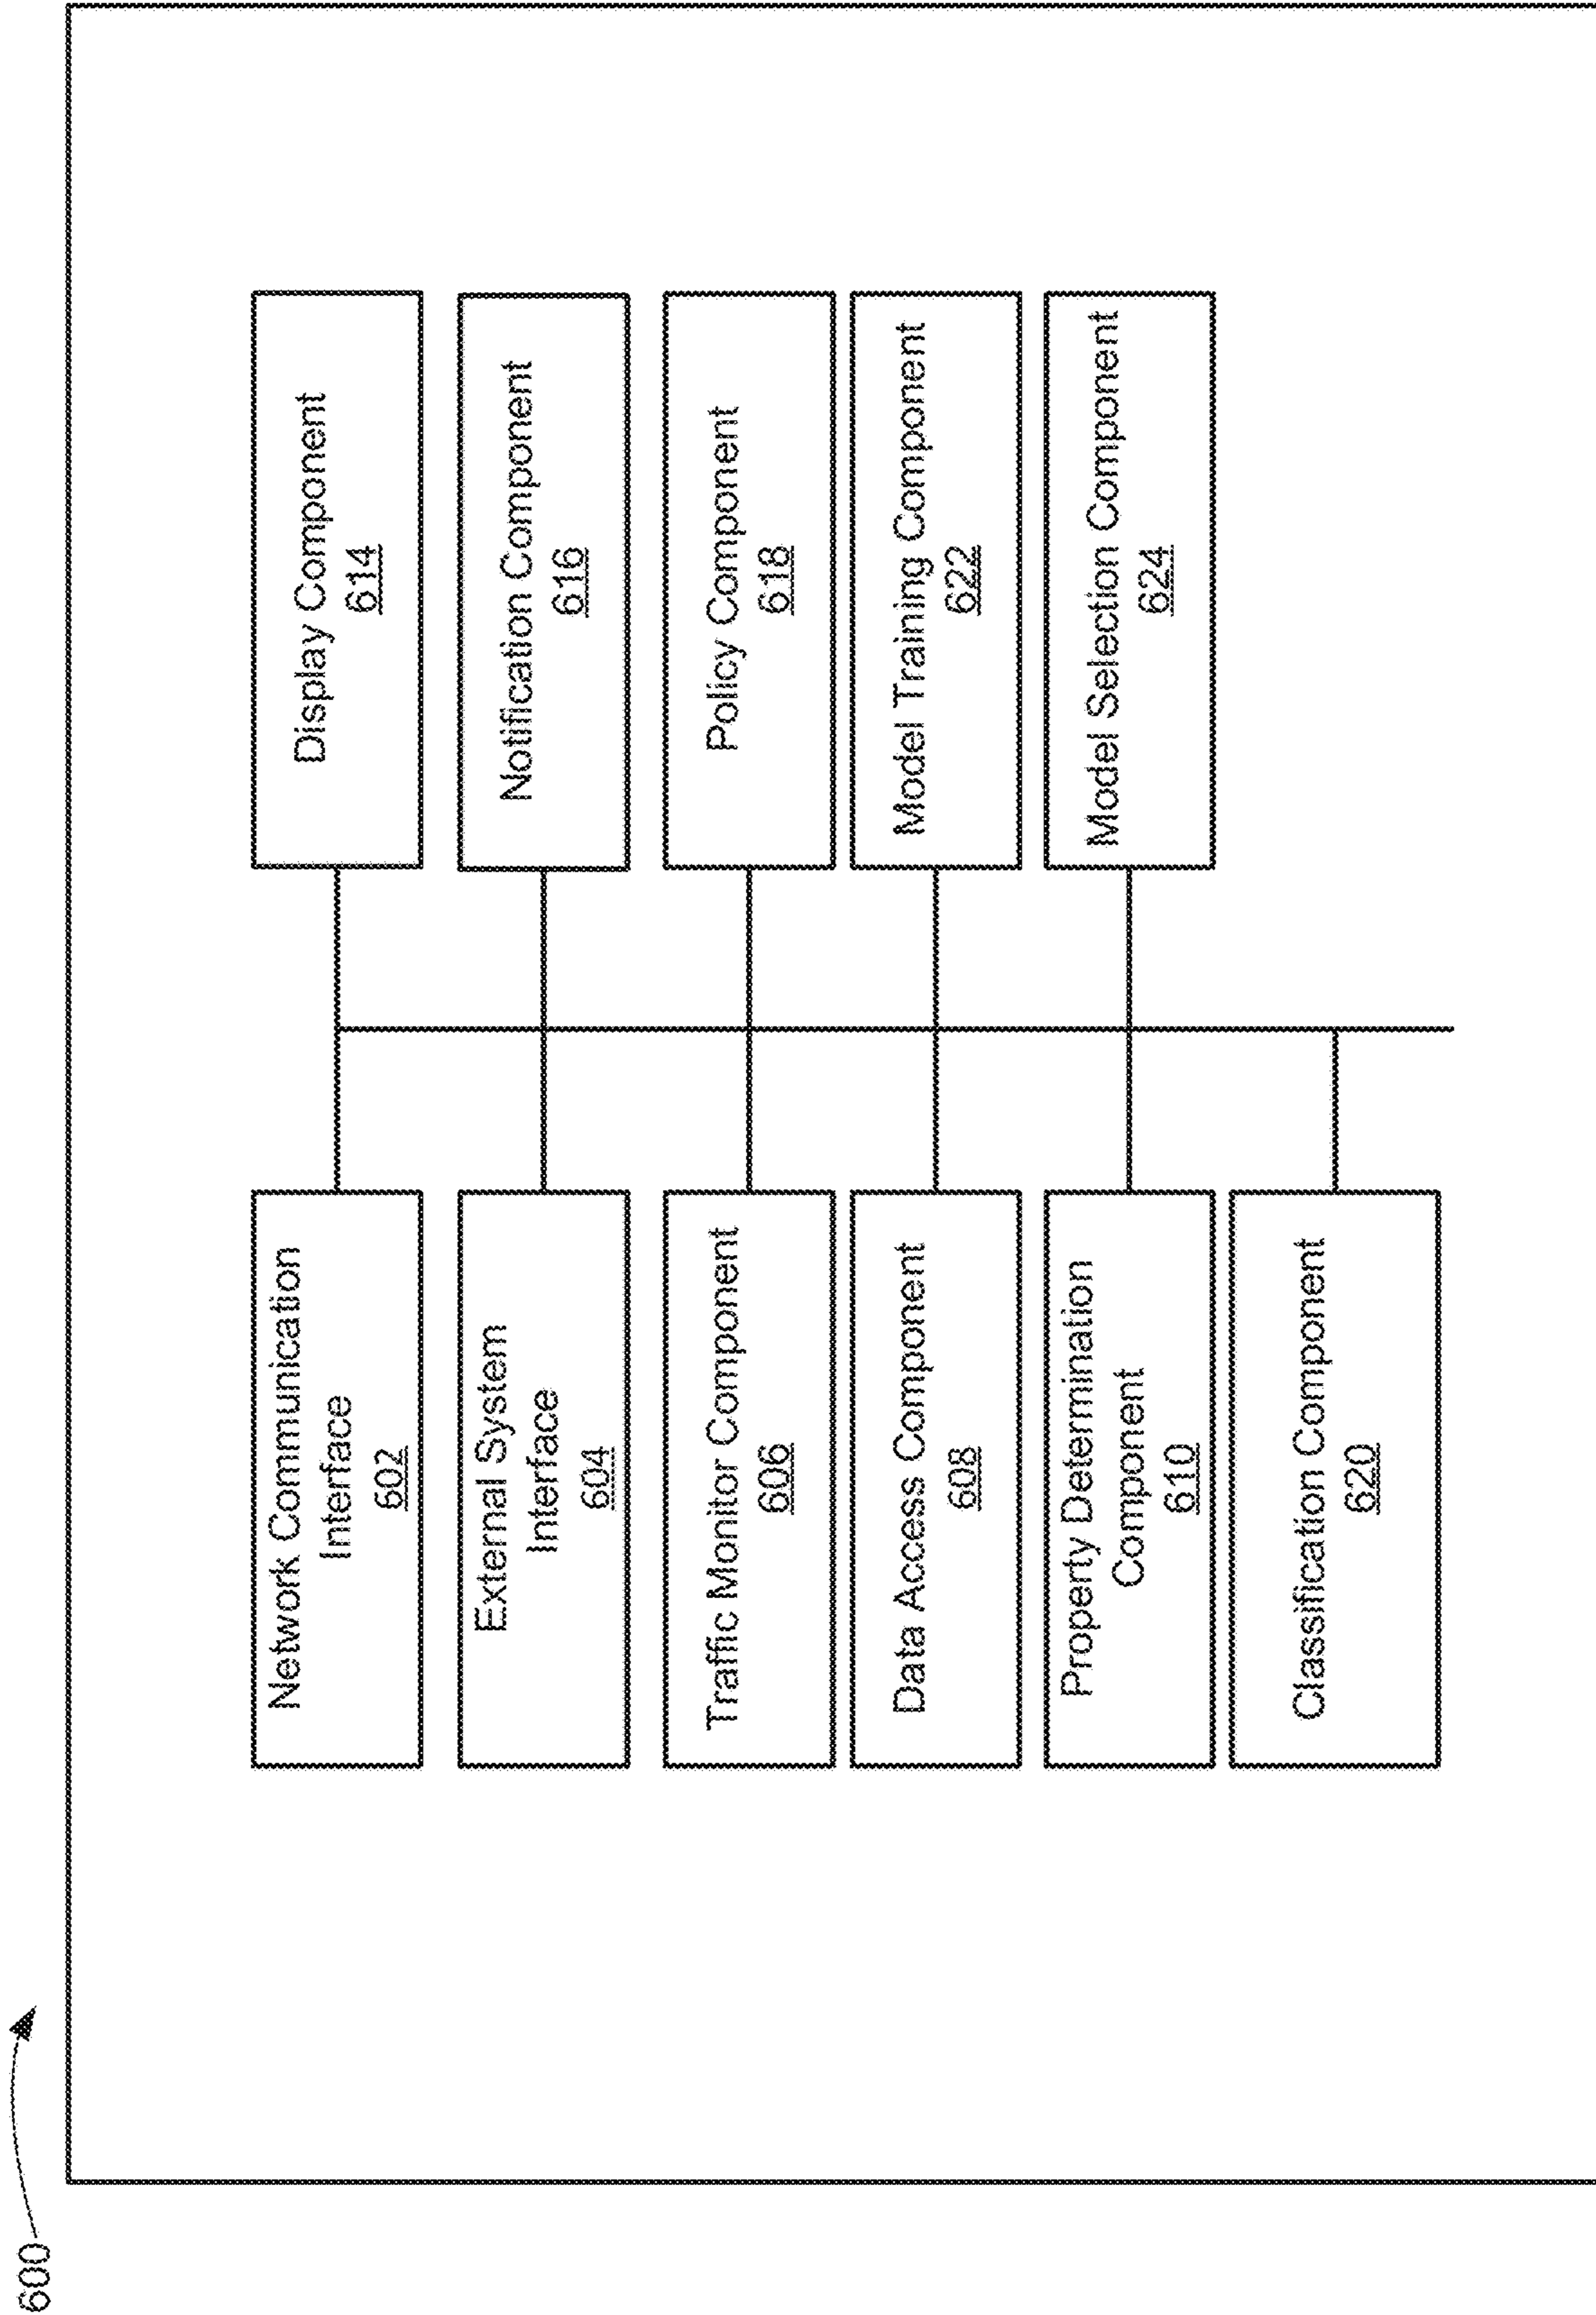 600
Network Communication
Interface
602
External System
Interface
604
Traffic Monitor Component
606
Data Access Component
608
Property Determination
Component
610
Classification Component
620
Display Component
614
Notification Component
616
Policy Component
618
Model Training Component
622
Model Selection Component
624